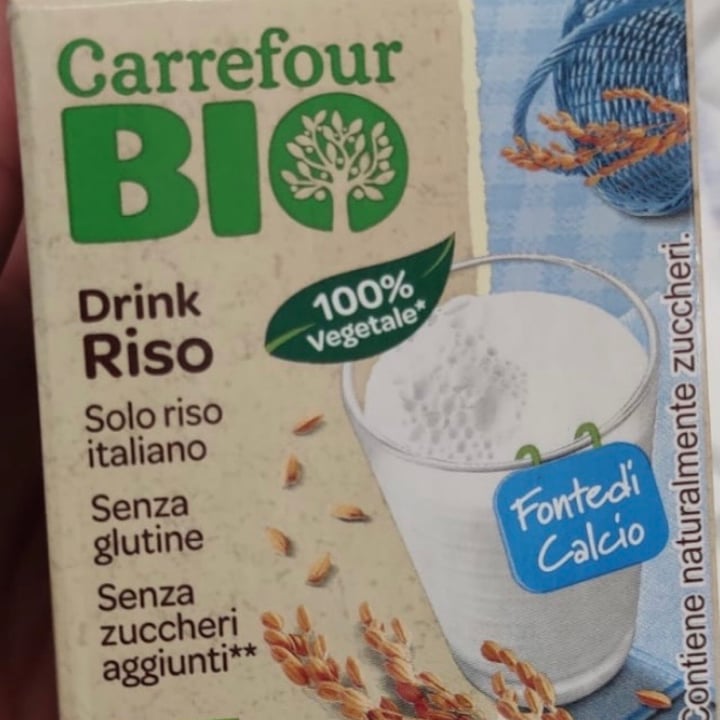 Carrefour
BIO
100%
Vegetale*
Drink
Riso
Solo riso
italiano
Senza
glutine
Senza
zuccheri
aggiunti**
Fonte di
Calcio
Contiene naturalmente zuccheri.